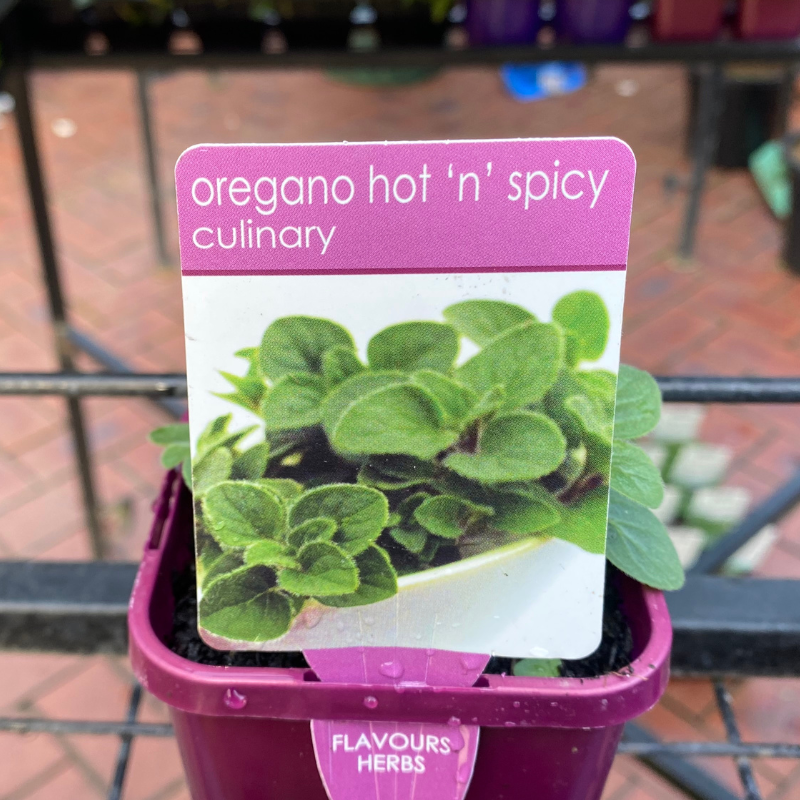 oregano hot ‘n’ spicy
culinary
FLAVOURS
HERBS